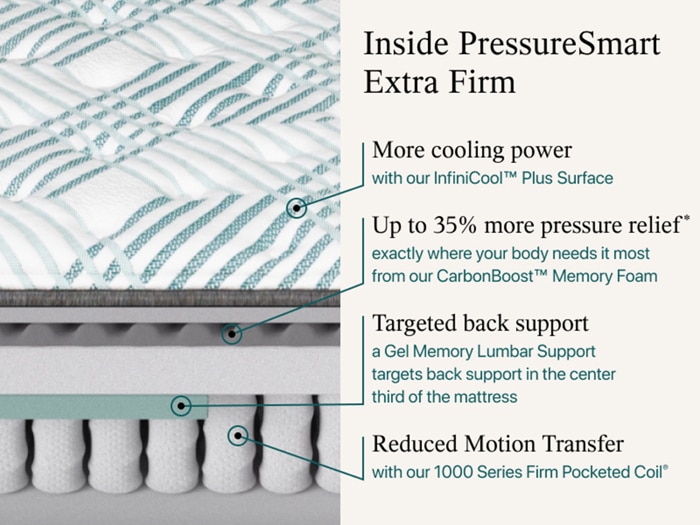 Inside PressureSmart
Extra Firm
More cooling power
with our InfiniCool™ Plus Surface
Up to 35% more pressure relief*
exactly where your body needs it most
from our CarbonBoost™ Memory Foam
Targeted back support
a Gel Memory Lumbar Support
targets back support in the center
third of the mattress
Reduced Motion Transfer
with our 1000 Series Firm Pocketed Coil®